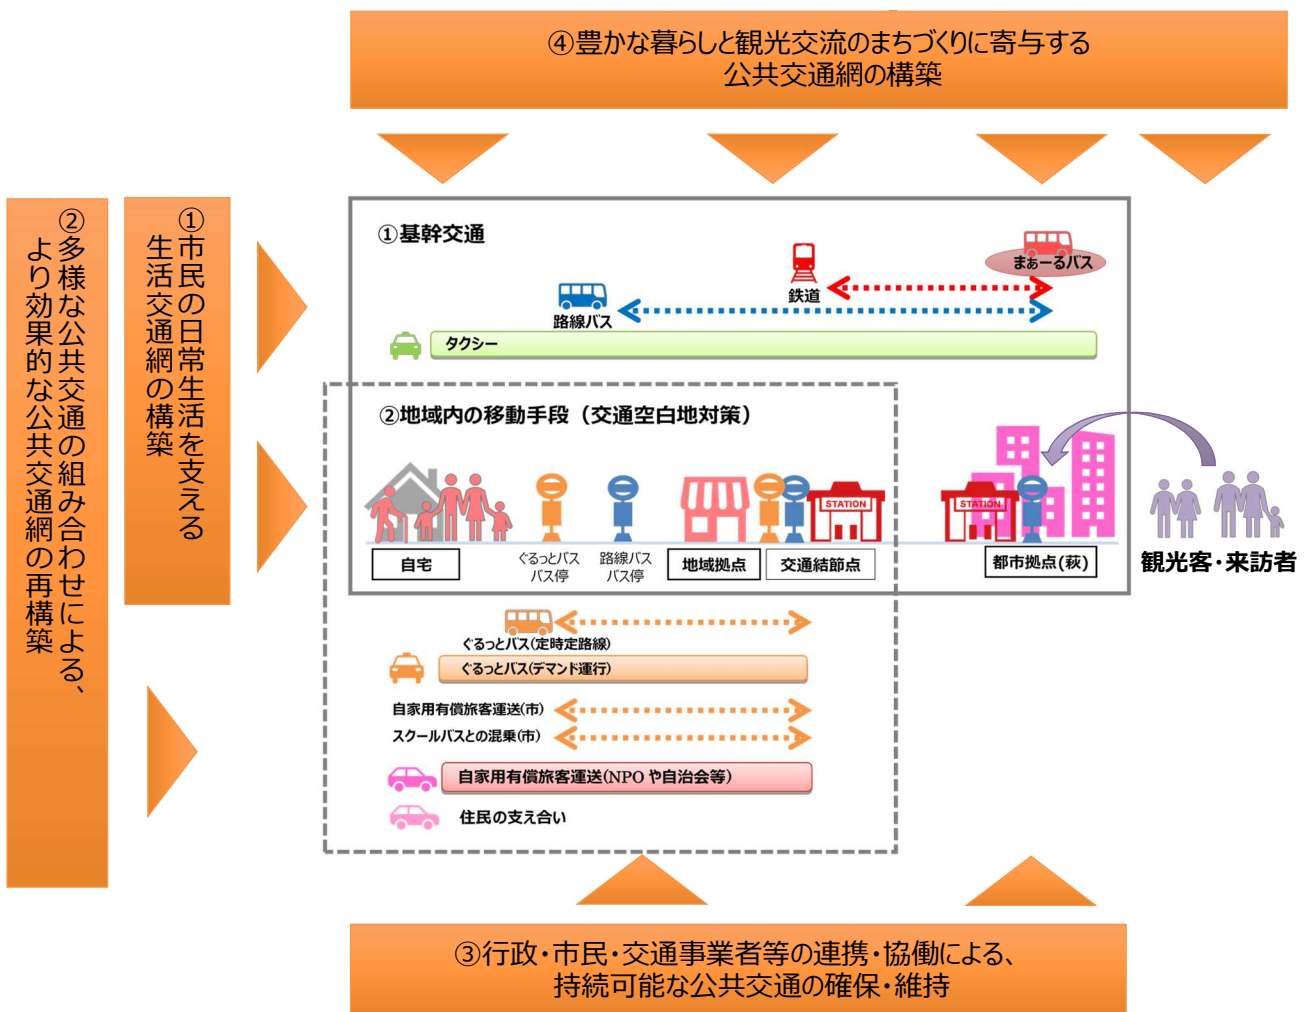 ④豊かな暮らしと観光交流のまちづくりに寄与する
公共交通網の構築
②多様な公共交通の組み合わせによる、
より効果的な公共交通網の再構築
①市民の日常生活を支える
生活交通網の構築
①基幹交通
まぁーるバス
鉄道
路線バス
タクシー
②地域内の移動手段（交通空白地対策）
STATION
STATION
自宅
ぐるっとバス
バス停
路線バス
バス停
地域拠点
交通結節点
都市拠点(萩)
観光客・来訪者
ぐるっとバス(定時定路線)
ぐるっとバス(デマンド運行)
自家用有償旅客運送(市)
スクールバスとの混乗(市)
自家用有償旅客運送(NPO や自治会等)
住民の支え合い
③行政・市民・交通事業者等の連携・協働による、
持続可能な公共交通の確保・維持